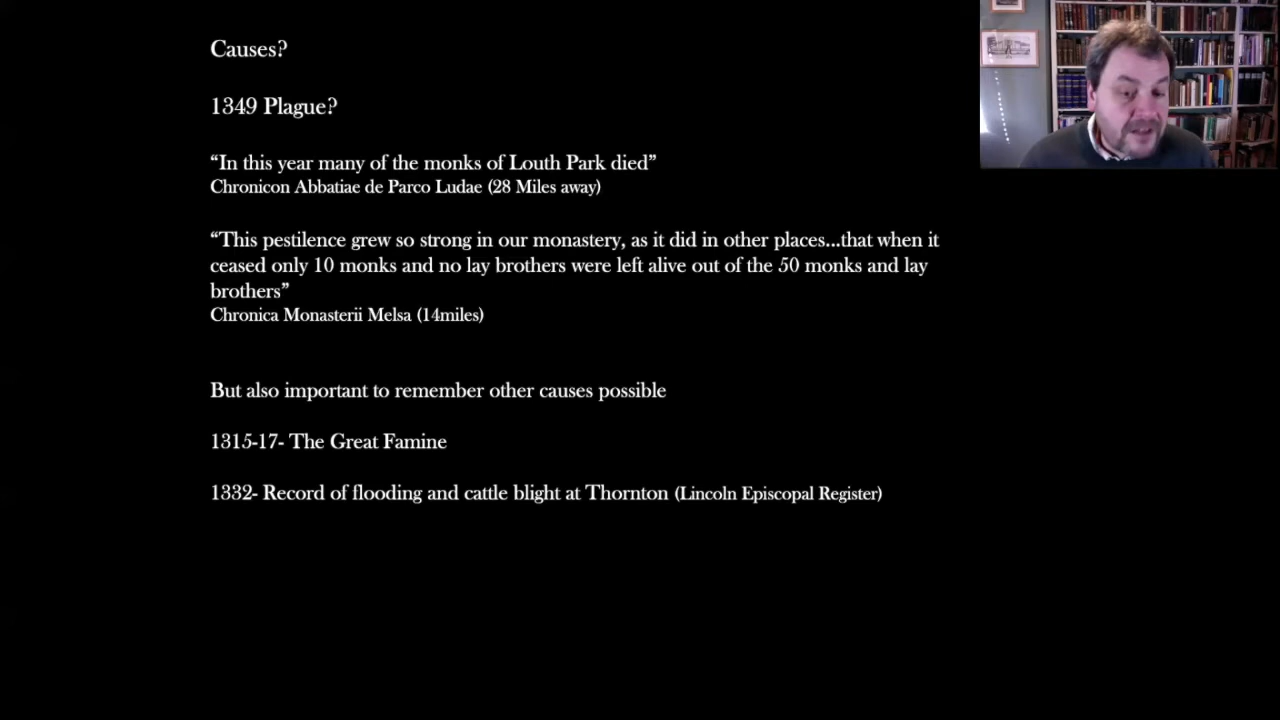 Causes?
1349 Plague?
“In this year many of the monks of Louth Park died”
Chronicon Abbatiae de Parco Ludae (28 Miles away)
“This pestilence grew so strong in our monastery, as it did in other places...that when it
ceased only 10 monks and no lay brothers were left alive out of the 50 monks and lay
brothers”
Chronica Monasterii Melsa (14miles)
But also important to remember other causes possible
1315-17- The Great Famine
1332- Record of flooding and cattle blight at Thornton (Lincoln Episcopal Register)